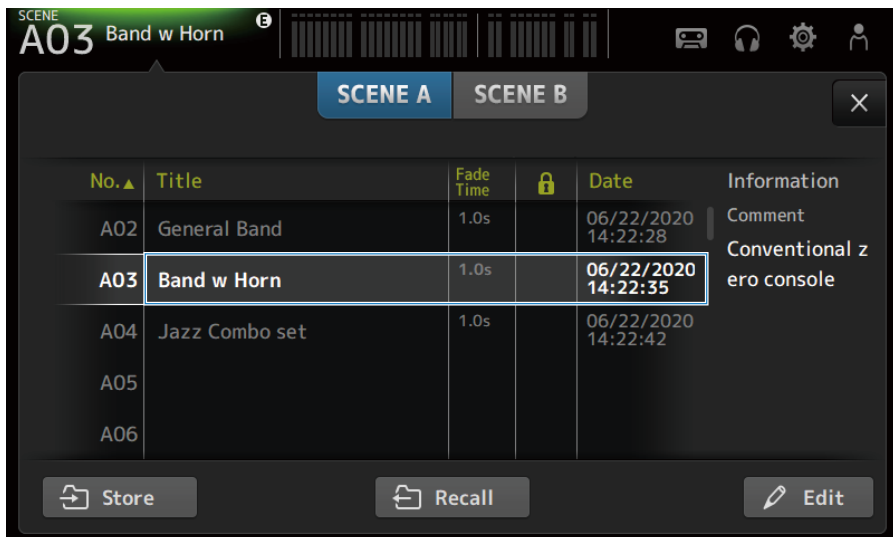 SCENE
A03 Band w Horn E
SCENE A SCENE B
No.▲ Title Fade Time Date Information
A02 General Band 1.0s 06/22/2020 14:22:28
Comment
Conventional z
ero console
A03 Band w Horn 1.0s 06/22/2020 14:22:35
A04 Jazz Combo set 1.0s 06/22/2020 14:22:42
A05
A06
Store Recall Edit